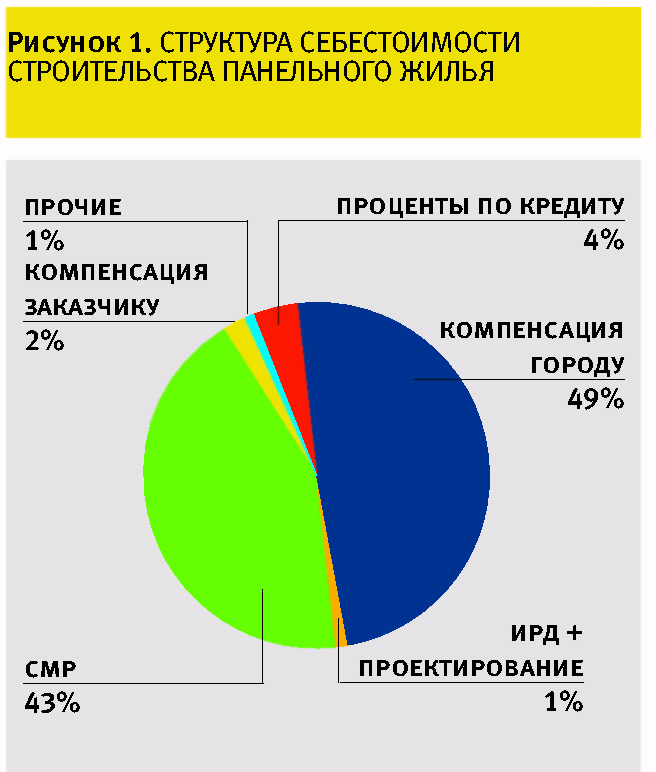 Рисунок 1. СТРУКТУРА СЕБЕСТОИМОСТИ
СТРОИТЕЛЬСТВА ПАНЕЛЬНОГО ЖИЛЬЯ
ПРОЧИЕ
1%
КОМПЕНСАЦИЯ
ЗАКАЗЧИКУ
2%
ПРОЦЕНТЫ ПО КРЕДИТУ
4%
КОМПЕНСАЦИЯ
ГОРОДУ
49%
СМР
43%
ИРД +
ПРОЕКТИРОВАНИЕ
1%